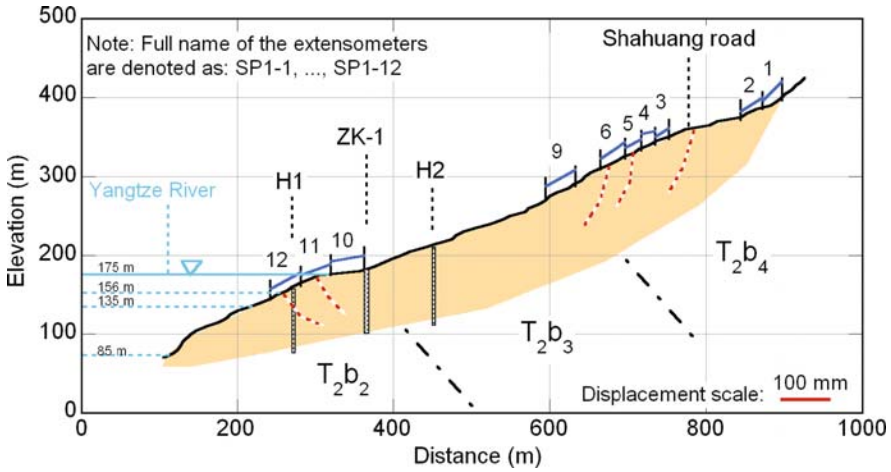 500
400
300
200
100
0
Elevation (m)
Note: Full name of the extensometers
are denoted as: SP1-1, ..., SP1-12
Shahuang road
1
2
3
4
5
6
9
ZK-1
H1
H2
Yangtze River
10
11
12
175 m
156 m
135 m
85 m
T₂b₄
T₂b₃
T₂b₂
Displacement scale: 100 mm
0 200 400 600 800 1000
Distance (m)